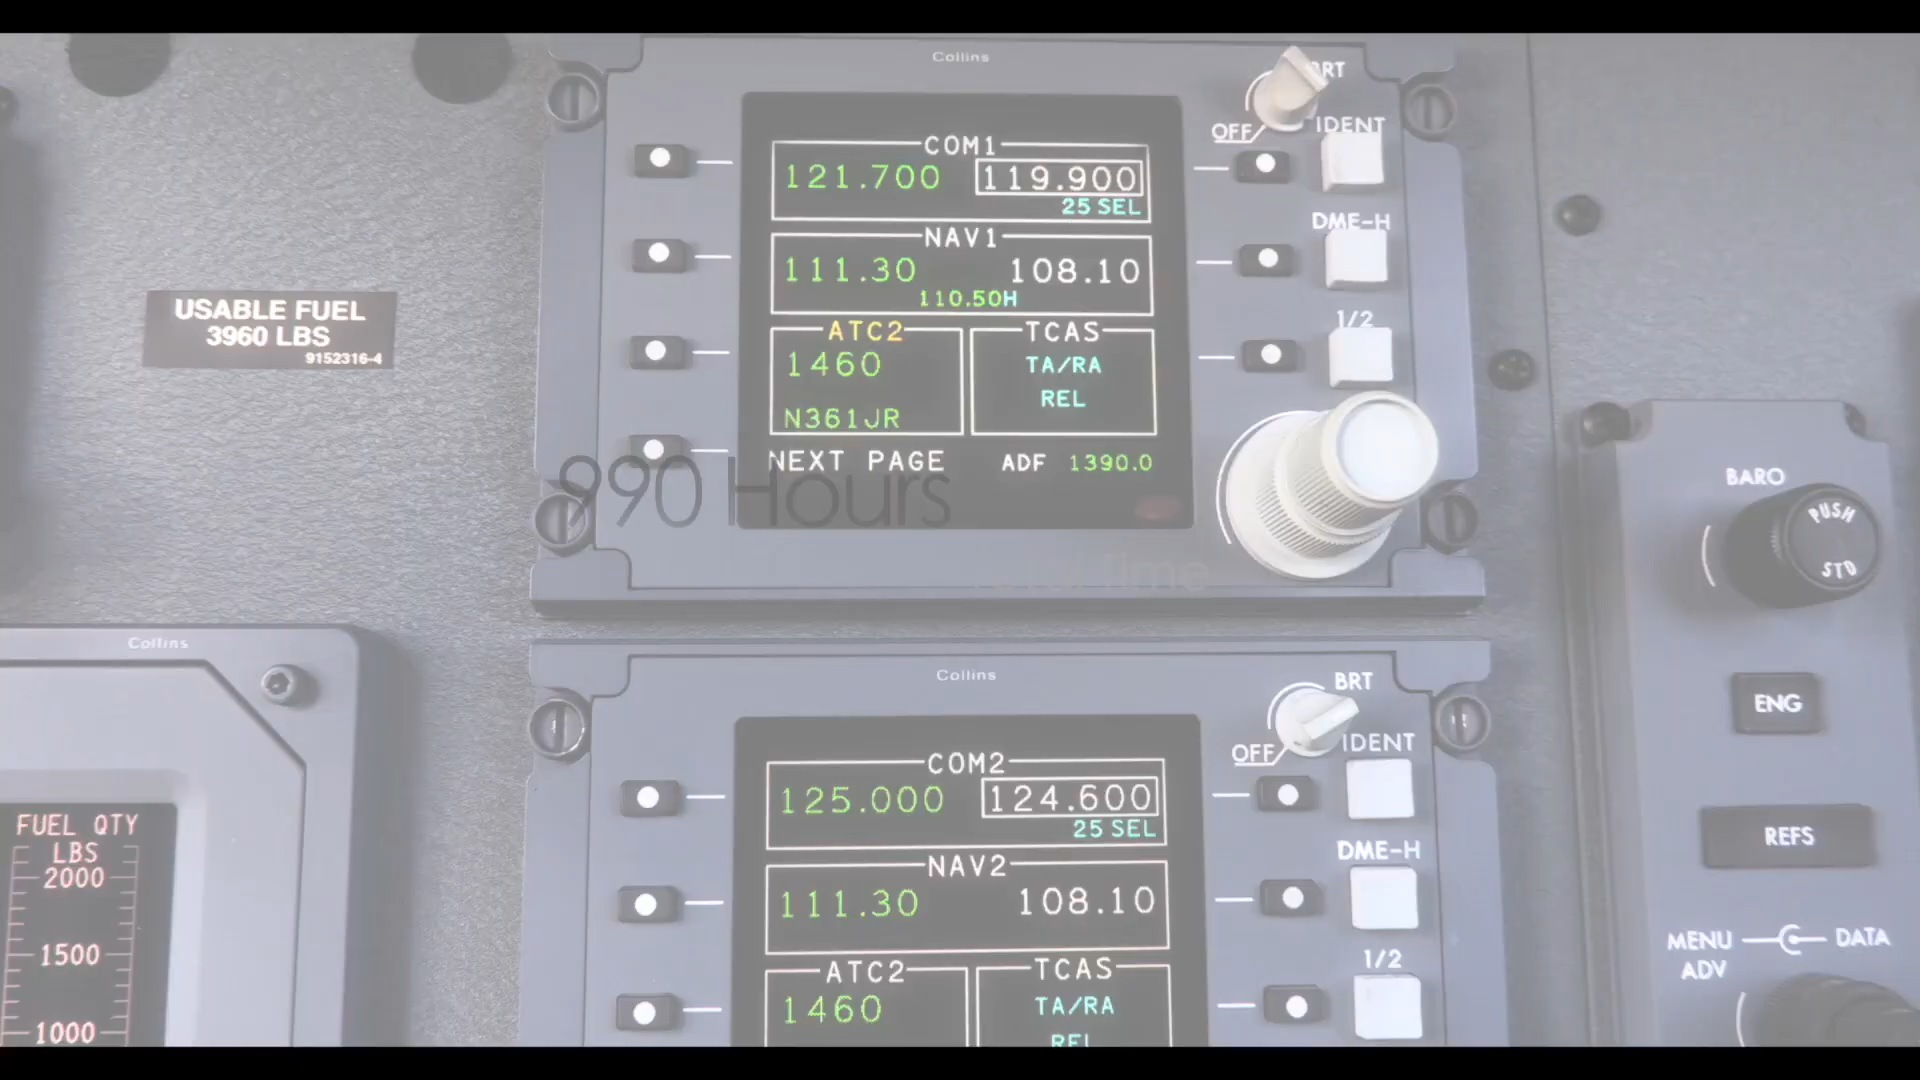 Collins
BRT
OFF
IDENT
COM1
121.700 119.900
25 SEL
DME-H
NAV1
111.30 108.10
110.50H
1/2
ATC2 TCAS
1460 TA/RA
REL
N361JR
NEXT PAGE ADF 1390.0
USABLE FUEL
3960 LBS
9152316-4
990 Hours
Total Time
BARO
PUSH
STD
ENG
REFS
MENU DATA
ADV
Collins
FUEL QTY
LBS
2000
1500
1000
Collins
BRT
OFF
IDENT
COM2
125.000 124.600
25 SEL
DME-H
NAV2
111.30 108.10
1/2
ATC2 TCAS
1460 TA/RA
REL